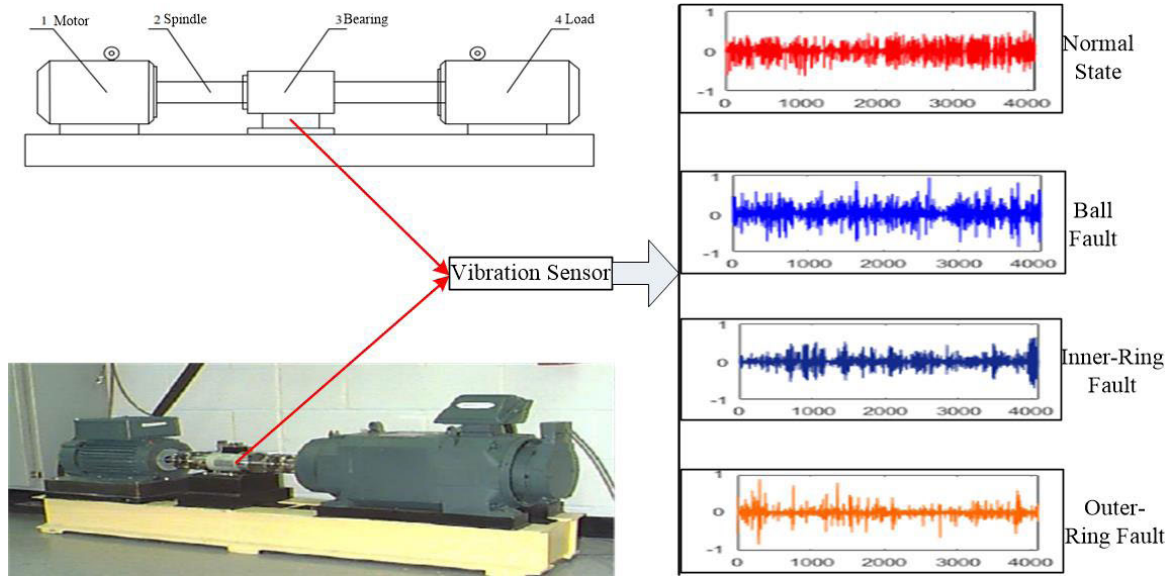 1 Motor
2 Spindle
3Bearing
4 Load
Vibration Sensor
1
0
-1
0 1000 2000 3000 4000
Normal
State
1
0
-1
0 1000 2000 3000 4000
Ball
Fault
1
0
-1
0 1000 2000 3000 4000
Inner-Ring
Fault
1
0
-1
0 1000 2000 3000 4000
Outer-
Ring Fault